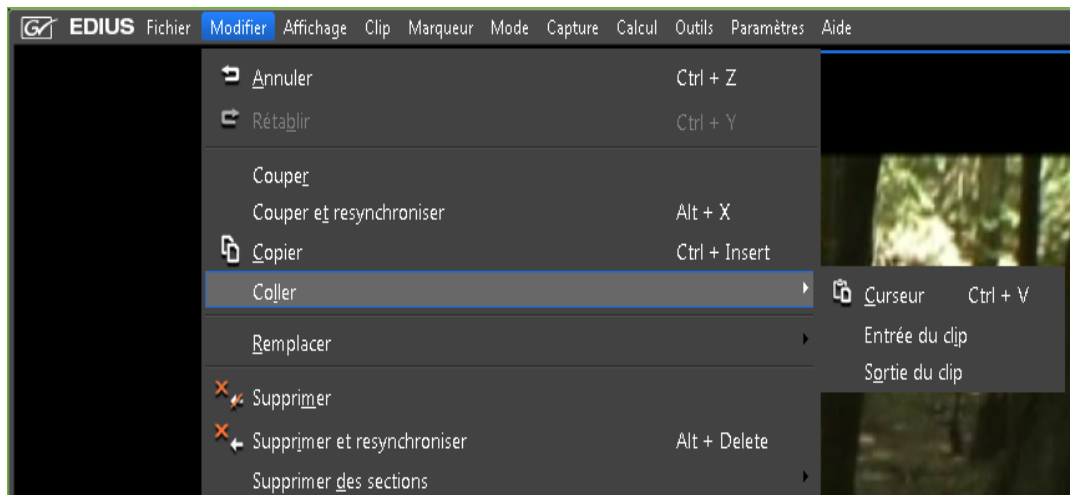 EDIUS Fichier Modifier Affichage Clip Marqueur Mode Capture Calcul Outils Paramètres Aide
Annuler Ctrl + Z
Rétablir Ctrl + Y
Couper
Couper et resynchroniser Alt + X
Copier Ctrl + Insert
Coller
Curseur Ctrl + V
Entrée du clip
Sortie du clip
Remplacer
Supprimer
Supprimer et resynchroniser Alt + Delete
Supprimer des sections